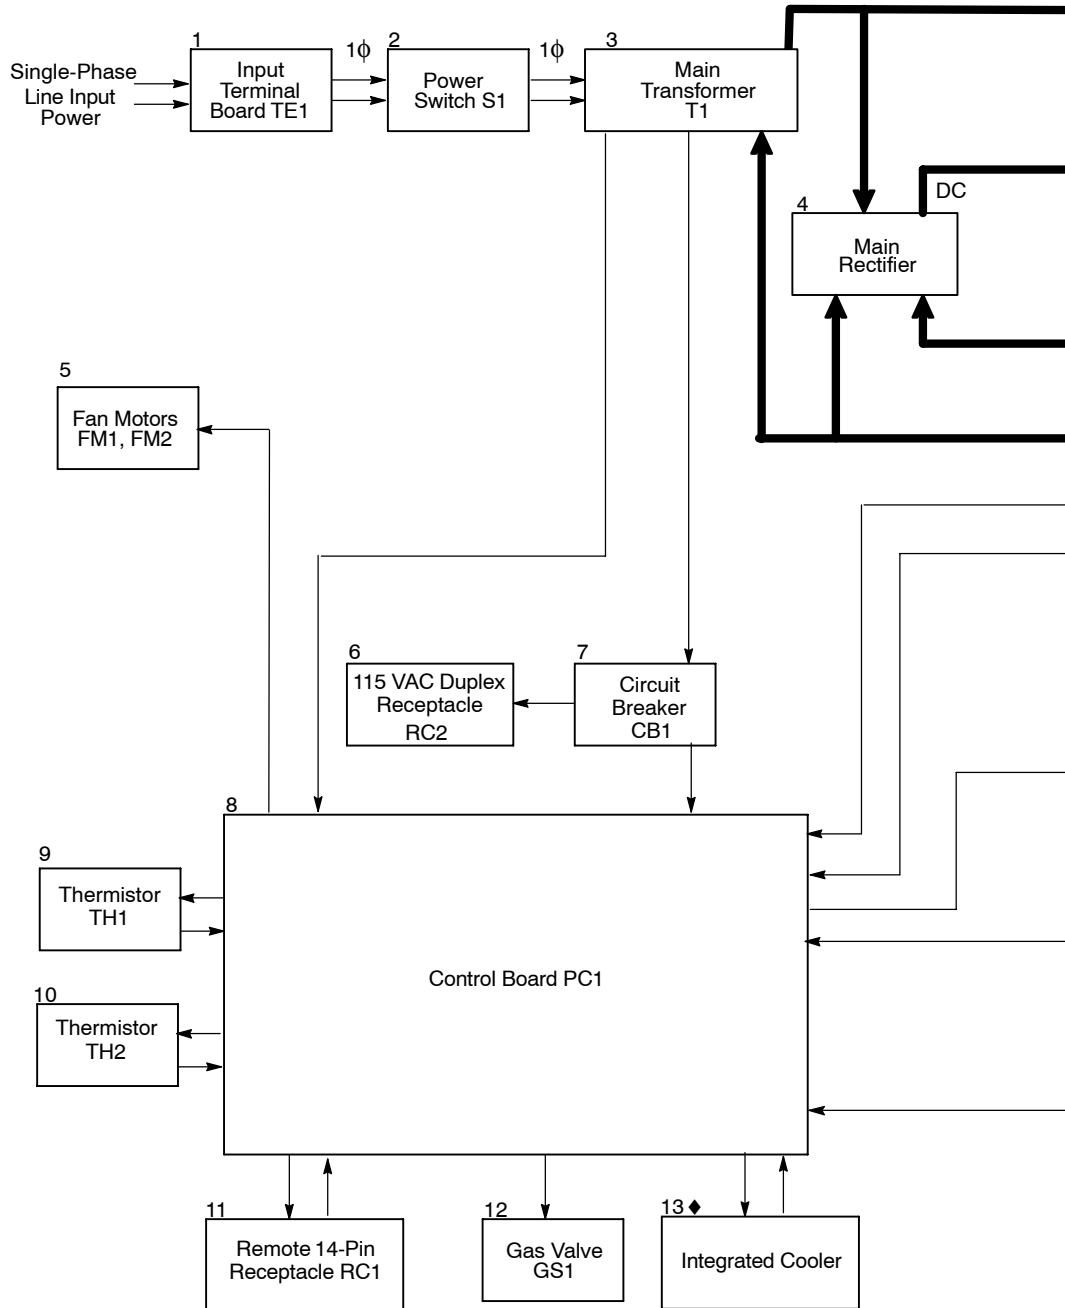 1
Input
Terminal
Board TE1
1ϕ
2
Power
Switch S1
1ϕ
3
Main
Transformer
T1
Single-Phase
Line Input
Power
DC
4
Main
Rectifier
5
Fan Motors
FM1, FM2
6
115 VAC Duplex
Receptacle
RC2
7
Circuit
Breaker
CB1
8
Control Board PC1
9
Thermistor
TH1
10
Thermistor
TH2
11
Remote 14-Pin
Receptacle RC1
12
Gas Valve
GS1
13 ♦
Integrated Cooler